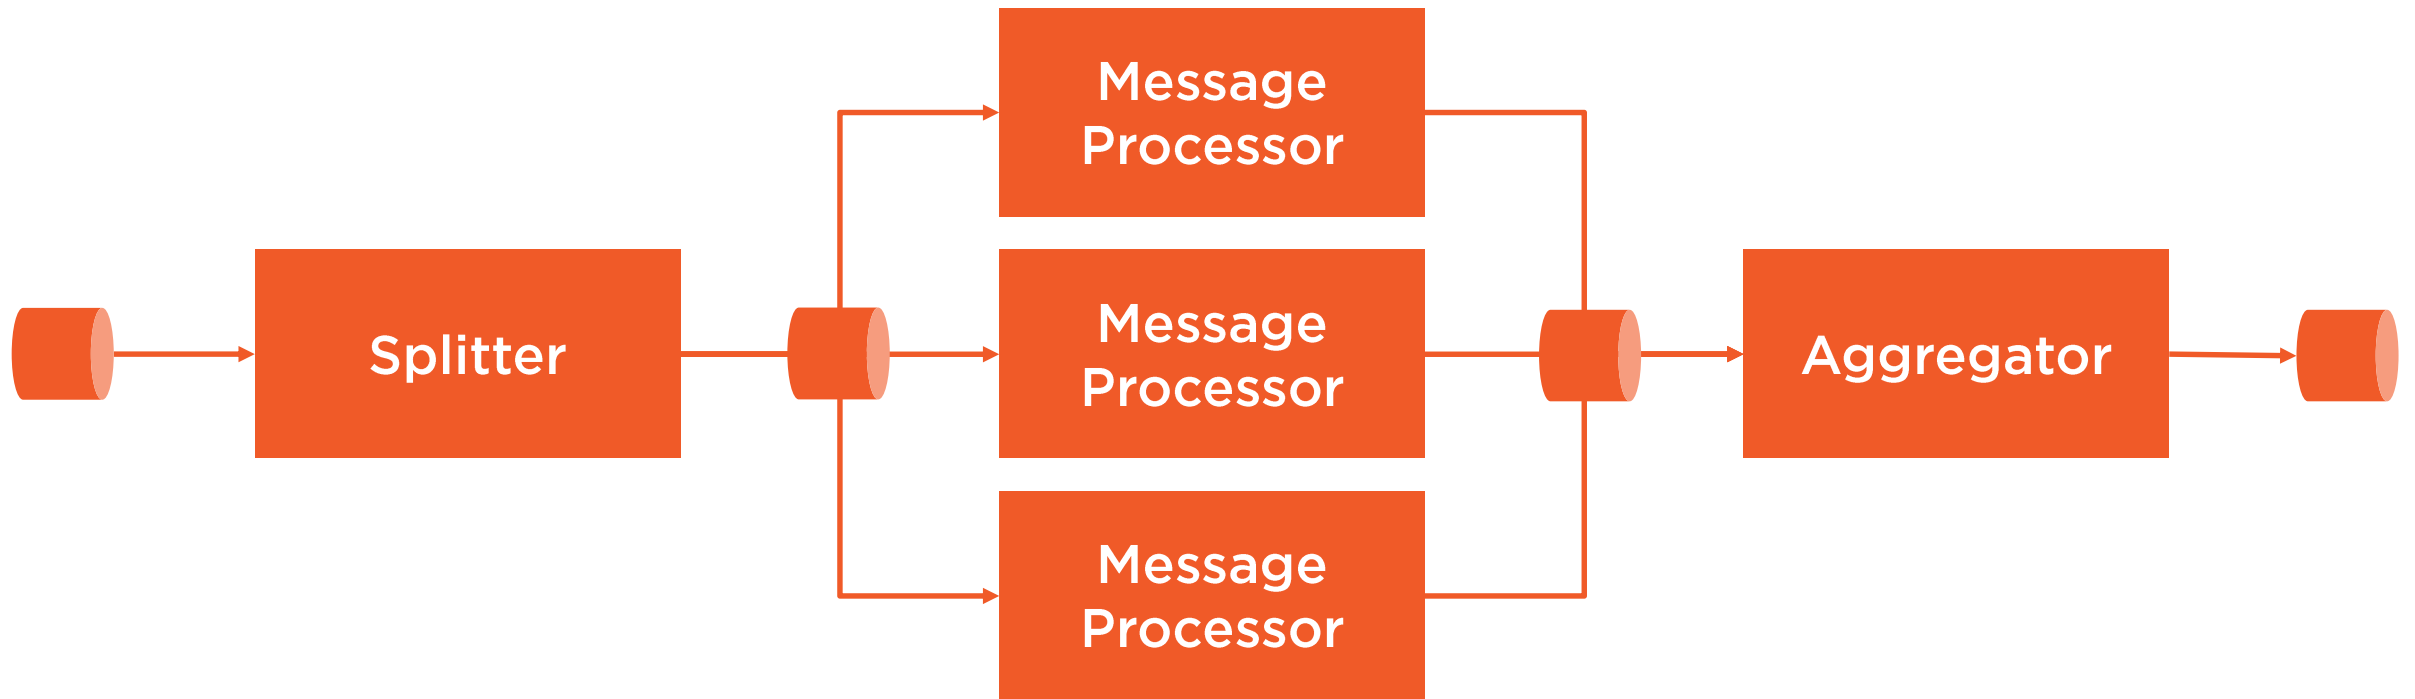 Splitter
Message
Processor
Message
Processor
Message
Processor
Aggregator